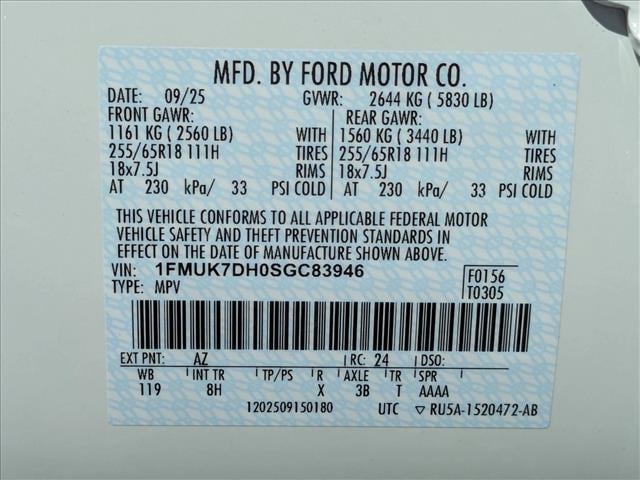 MFD. BY FORD MOTOR CO.
DATE: 09/25 GVWR: 2644 KG ( 5830 LB)
FRONT GAWR: REAR GAWR:
1161 KG ( 2560 LB) WITH 1560 KG ( 3440 LB) WITH
255/65R18 111H TIRES 255/65R18 111H TIRES
18x7.5J RIMS 18x7.5J RIMS
AT 230 kPa/ 33 PSI COLD AT 230 kPa/ 33 PSI COLD
THIS VEHICLE CONFORMS TO ALL APPLICABLE FEDERAL MOTOR
VEHICLE SAFETY AND THEFT PREVENTION STANDARDS IN
EFFECT ON THE DATE OF MANUFACTURE SHOWN ABOVE.
VIN: 1FMUK7DH0SGC83946 F0156
TYPE: MPV T0305
EXT PNT: AZ RC: 24 DSO:
WB INT TR TP/PS R AXLE TR SPR
119 8H X 3B T AAAA
1202509150180 UTC ▽ RU5A-1520472-AB